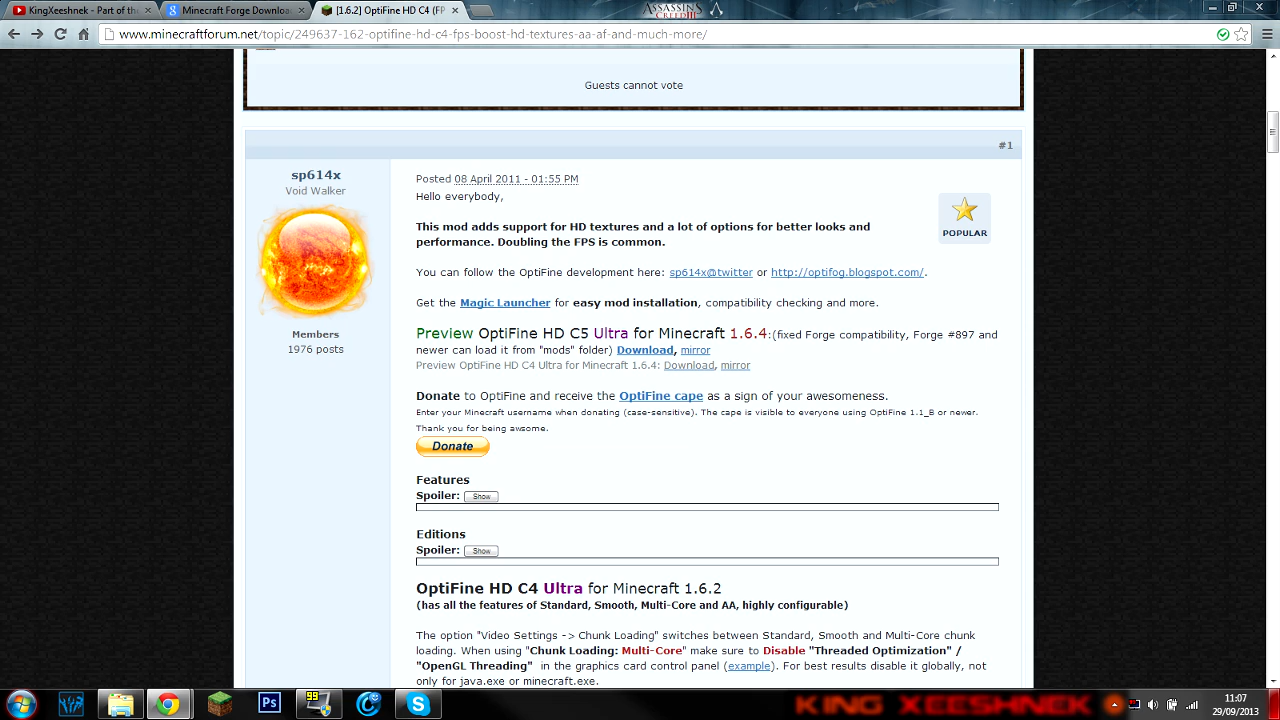 KingXeeshnek - Part of the
Minecraft Forge Downloa
[1.6.2] OptiFine HD C4 (FP
ASSASSINS
CREED III
www.minecraftforum.net/topic/249637-162-optifine-hd-c4-fps-boost-hd-textures-aa-af-and-much-more/
Guests cannot vote
#1
sp614x
Void Walker
Members
1976 posts
Posted 08 April 2011 - 01:55 PM
Hello everybody,
This mod adds support for HD textures and a lot of options for better looks and
performance. Doubling the FPS is common.
POPULAR
You can follow the OptiFine development here: sp614x@twitter or http://optifog.blogspot.com/.
Get the Magic Launcher for easy mod installation, compatibility checking and more.
Preview OptiFine HD C5 Ultra for Minecraft 1.6.4:(fixed Forge compatibility, Forge #897 and
newer can load it from "mods" folder) Download, mirror
Preview OptiFine HD C4 Ultra for Minecraft 1.6.4: Download, mirror
Donate to OptiFine and receive the OptiFine cape as a sign of your awesomeness.
Enter your Minecraft username when donating (case-sensitive). The cape is visible to everyone using OptiFine 1.1_B or newer.
Thank you for being awsome.
Donate
Features
Spoiler: Show
Editions
Spoiler: Show
OptiFine HD C4 Ultra for Minecraft 1.6.2
(has all the features of Standard, Smooth, Multi-Core and AA, highly configurable)
The option "Video Settings -> Chunk Loading" switches between Standard, Smooth and Multi-Core chunk
loading. When using "Chunk Loading: Multi-Core" make sure to Disable "Threaded Optimization" /
"OpenGL Threading" in the graphics card control panel (example). For best results disable it globally, not
only for java.exe or minecraft.exe.
Ps
99
KING XEESHNEK
11:07
29/09/2013